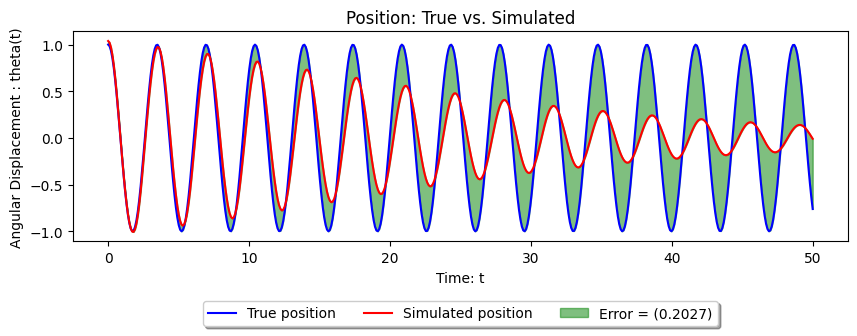 Position: True vs. Simulated
Angular Displacement : theta(t)
1.0
0.5
0.0
−0.5
−1.0
0 10 20 30 40 50
Time: t
True position Simulated position Error = (0.2027)